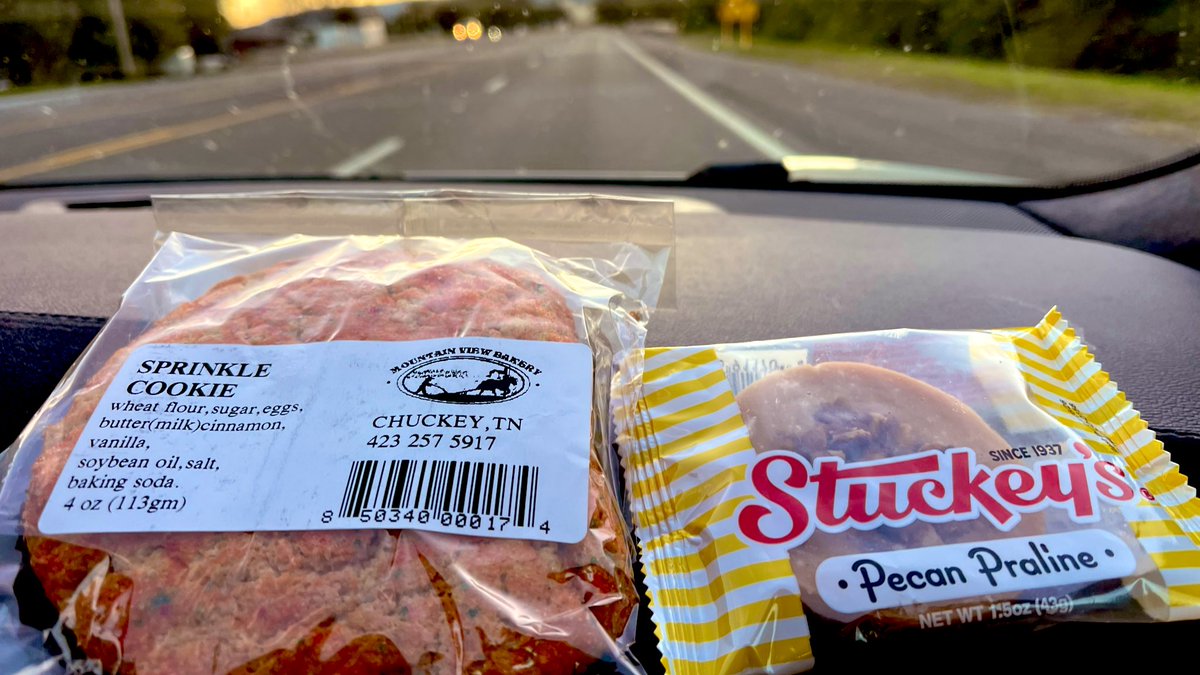 SPRINKLE
COOKIE
wheat flour,sugar,eggs,
butter(milk)cinnamon,
vanilla,
soybean oil,salt,
baking soda.
4 oz (113gm)
MOUNTAIN VIEW BAKERY
CHUCKEY,TN
423 257 5917
8 50340 00017 4
SINCE 1937
Stuckey's
Pecan Praline
NET WT 1.5oz (43g)